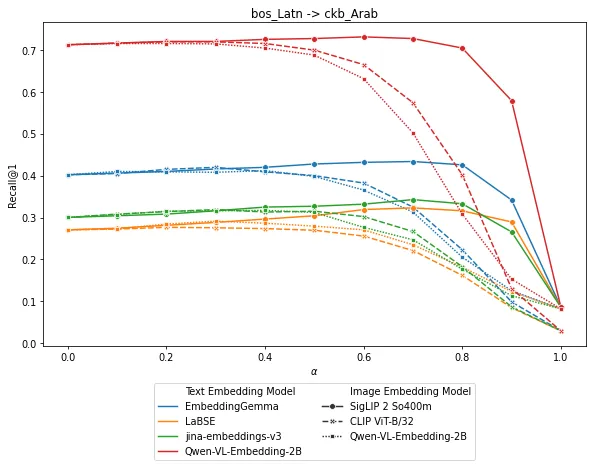 bos_Latn -> ckb_Arab
Recall@1
0.7
0.6
0.5
0.4
0.3
0.2
0.1
0.0
0.0 0.2 0.4 0.6 0.8 1.0
α
Text Embedding Model Image Embedding Model
EmbeddingGemma SigLIP 2 So400m
LaBSE CLIP ViT-B/32
jina-embeddings-v3 Qwen-VL-Embedding-2B
Qwen-VL-Embedding-2B